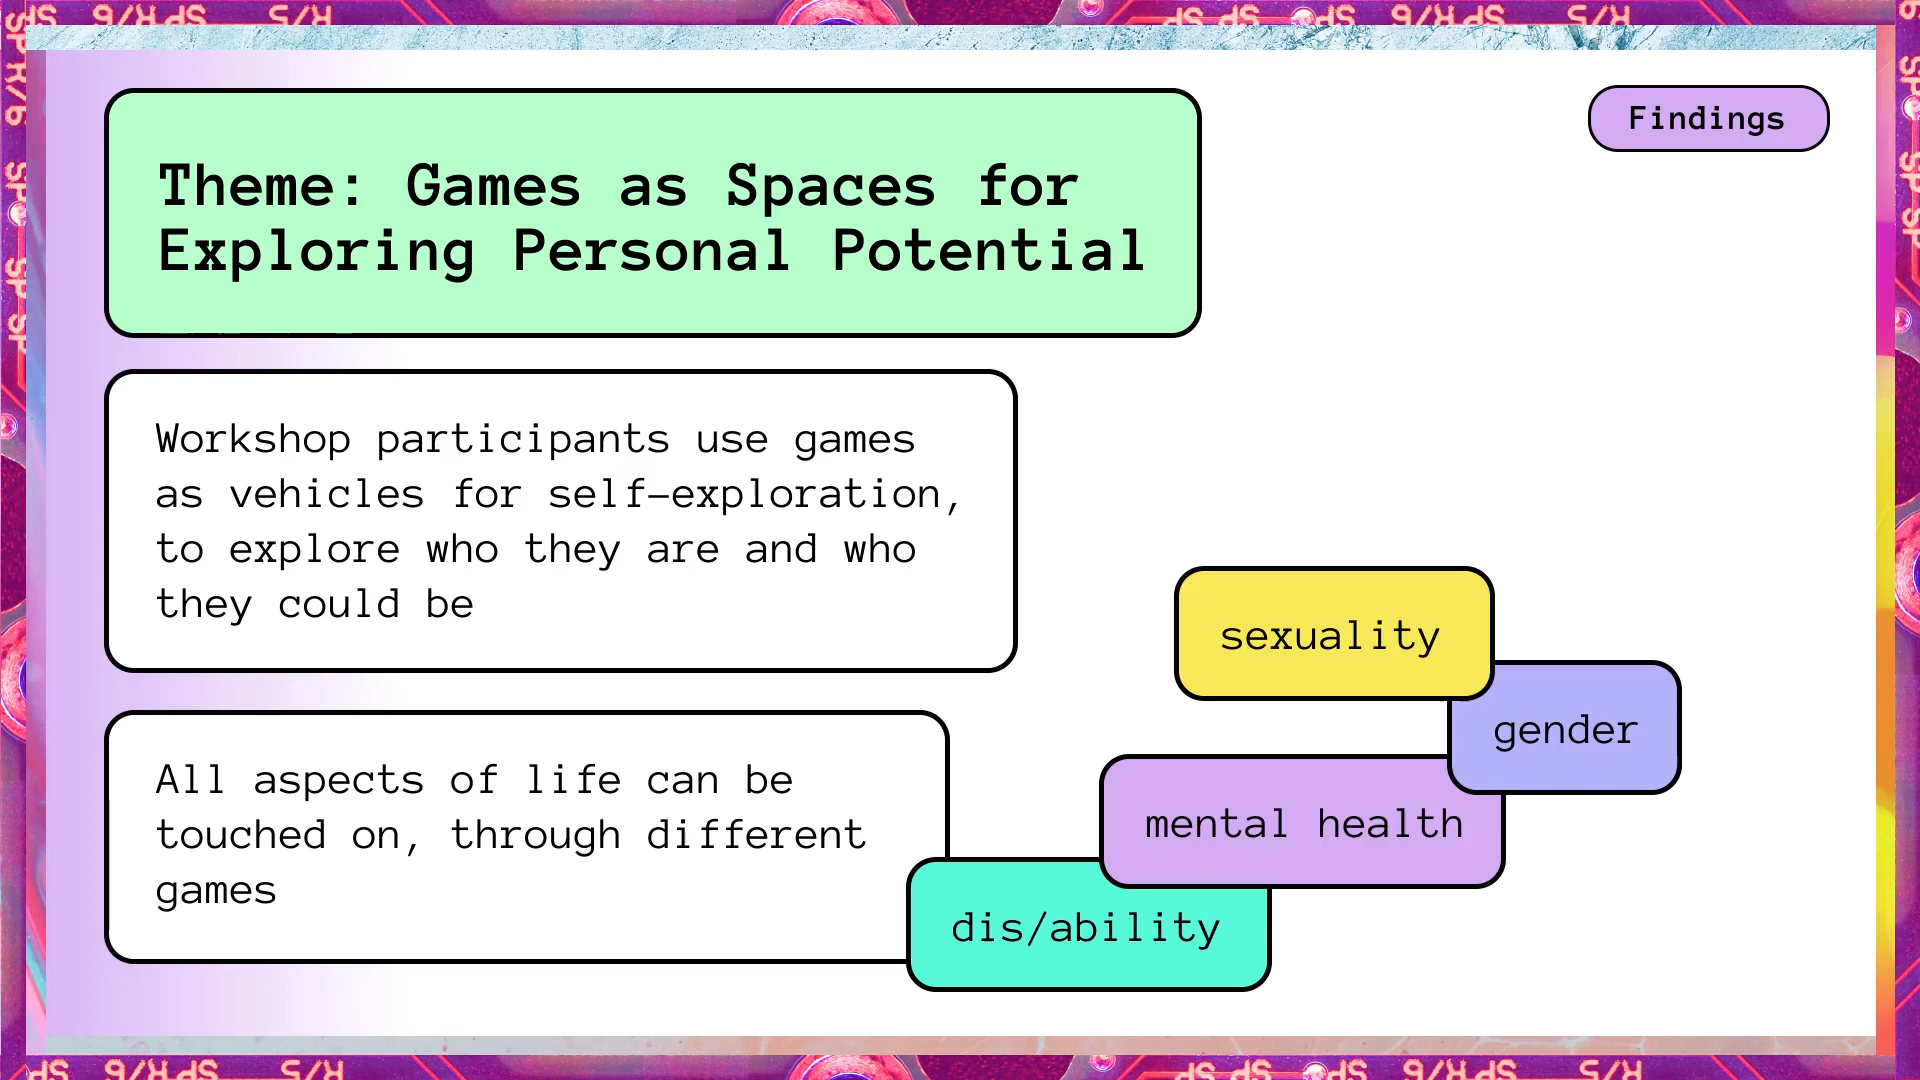 Findings
Theme: Games as Spaces for
Exploring Personal Potential
Workshop participants use games
as vehicles for self-exploration,
to explore who they are and who
they could be
All aspects of life can be
touched on, through different
games
sexuality
gender
mental health
dis/ability